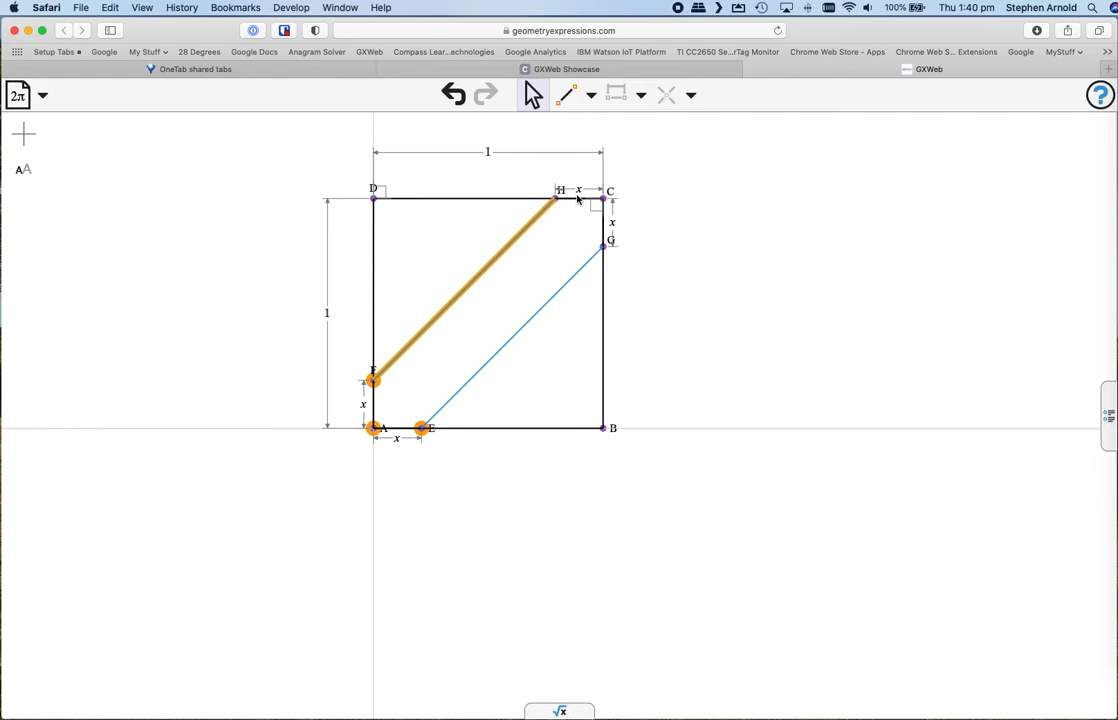 Safari File Edit View History Bookmarks Develop Window Help 100% Thu 1:40 pm Stephen Arnold
geometryexpressions.com
Setup Tabs Google My Stuff 28 Degrees Google Docs Anagram Solver GXWeb Compass Lear...echnologies Google Analytics IBM Watson IoT Platform TI CC2650 Se...rTag Monitor Chrome Web Store - Apps Chrome Web S... Extensions Google MyStuff >>
OneTab shared tabs GXWeb Showcase GXWeb
2π ?
AA
1
D H x C
x
G
1
F
x
A E B
x
√x